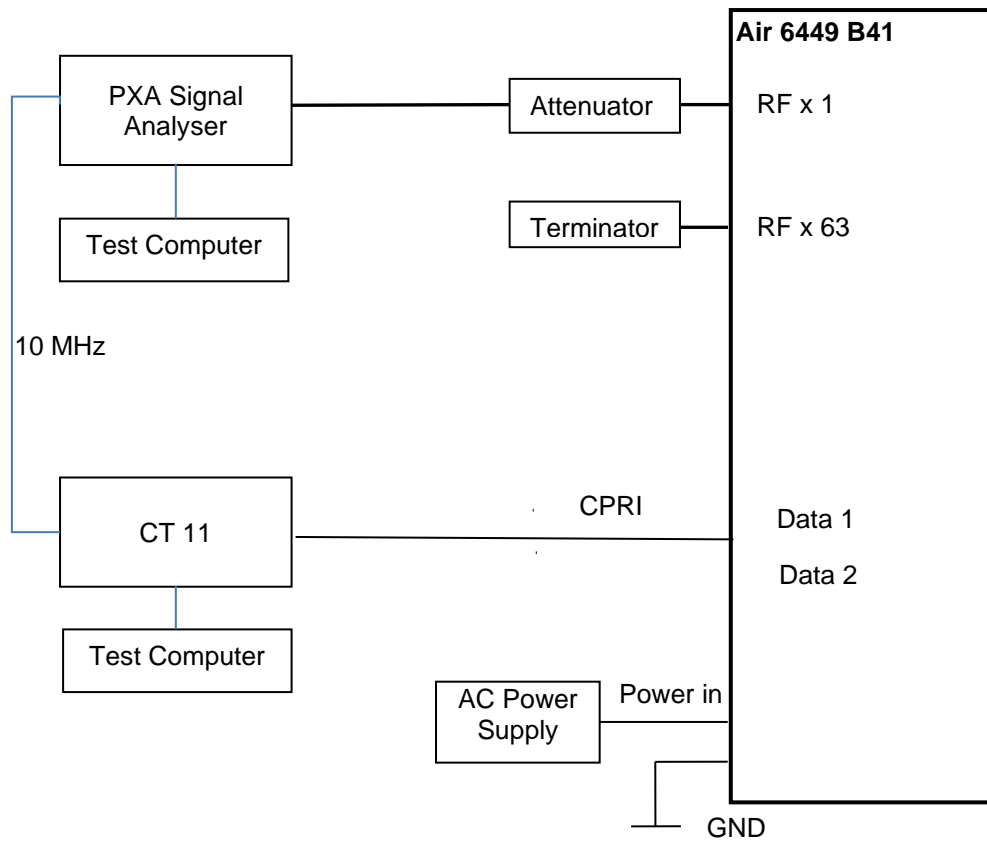 Air 6449 B41
PXA Signal
Analyser
Attenuator
RF x 1
Test Computer
Terminator
RF x 63
10 MHz
CT 11
CPRI
Data 1
Data 2
Test Computer
AC Power
Supply
Power in
GND